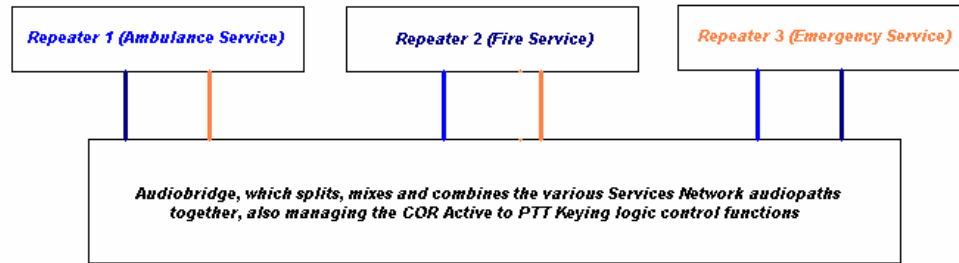 Repeater 1 (Ambulance Service)
Repeater 2 (Fire Service)
Repeater 3 (Emergency Service)
Audiobridge, which splits, mixes and combines the various Services Network audiopaths
together, also managing the COR Active to PTT Keying logic control functions